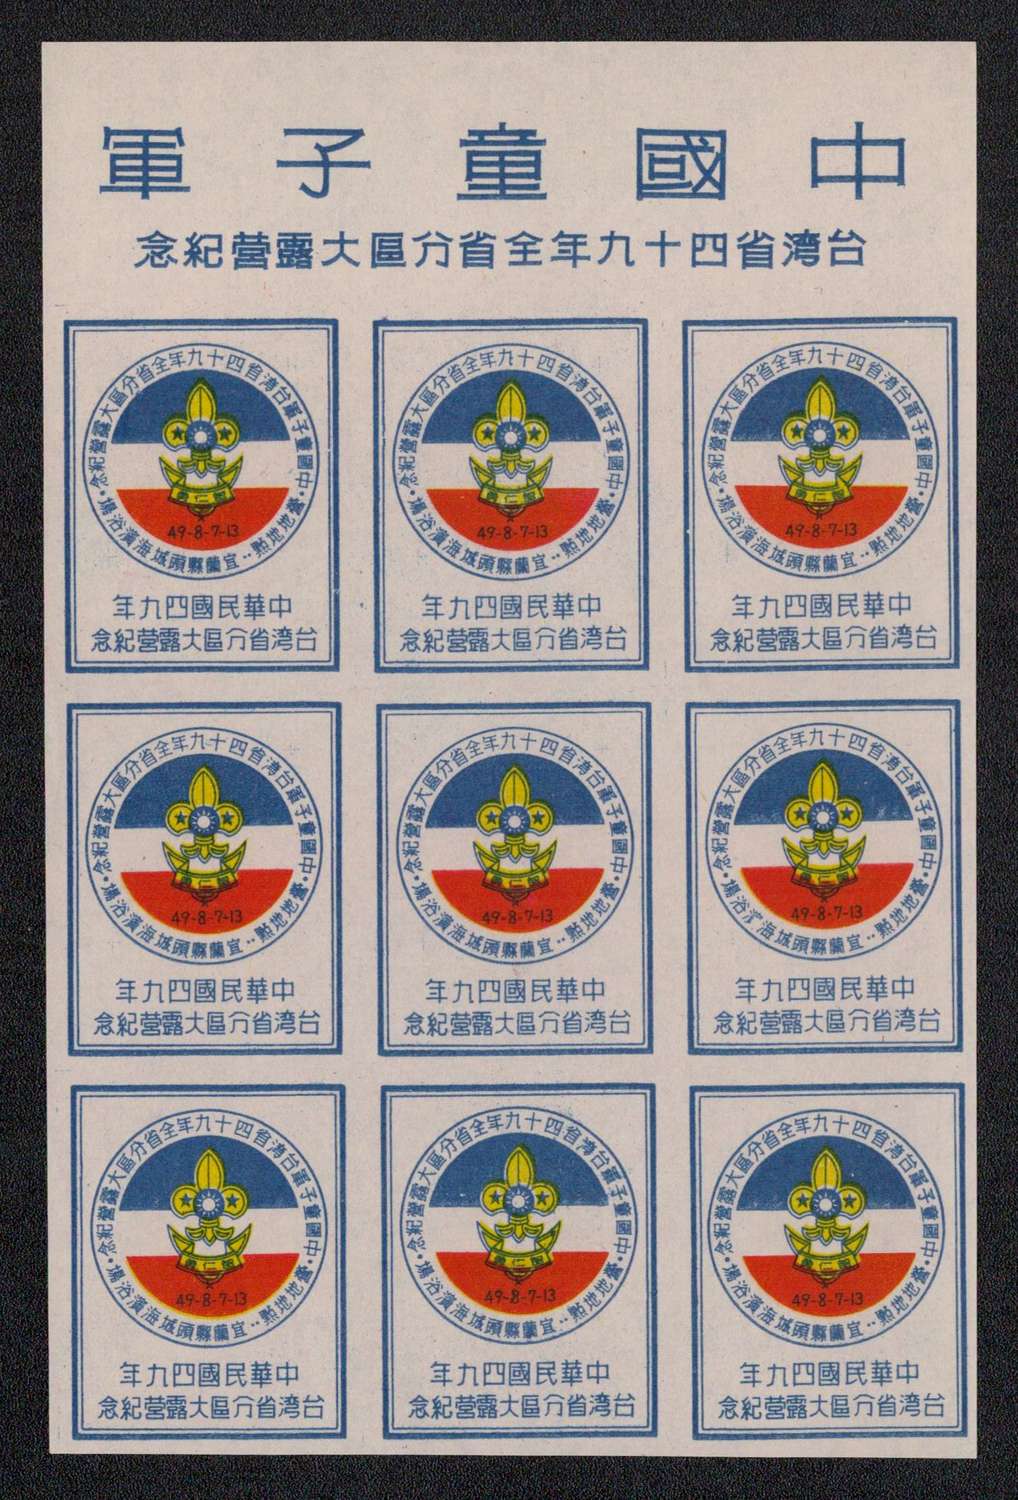 中國童子軍
台湾省四十九年全省分區大露營紀念
中國童子軍台湾省四十九年全省分區大露營紀念
智仁勇
49-8-7-13
營地地點：宜蘭縣頭城海濱浴場
中華民國四九年
台湾省分區大露營紀念
中國童子軍台湾省四十九年全省分區大露營紀念
智仁勇
49-8-7-13
營地地點：宜蘭縣頭城海濱浴場
中華民國四九年
台湾省分區大露營紀念
中國童子軍台湾省四十九年全省分區大露營紀念
智仁勇
49-8-7-13
營地地點：宜蘭縣頭城海濱浴場
中華民國四九年
台湾省分區大露營紀念
中國童子軍台湾省四十九年全省分區大露營紀念
智仁勇
49-8-7-13
營地地點：宜蘭縣頭城海濱浴場
中華民國四九年
台湾省分區大露營紀念
中國童子軍台湾省四十九年全省分區大露營紀念
智仁勇
49-8-7-13
營地地點：宜蘭縣頭城海濱浴場
中華民國四九年
台湾省分區大露營紀念
中國童子軍台湾省四十九年全省分區大露營紀念
智仁勇
49-8-7-13
營地地點：宜蘭縣頭城海濱浴場
中華民國四九年
台湾省分區大露營紀念
中國童子軍台湾省四十九年全省分區大露營紀念
智仁勇
49-8-7-13
營地地點：宜蘭縣頭城海濱浴場
中華民國四九年
台湾省分區大露營紀念
中國童子軍台湾省四十九年全省分區大露營紀念
智仁勇
49-8-7-13
營地地點：宜蘭縣頭城海濱浴場
中華民國四九年
台湾省分區大露營紀念
中國童子軍台湾省四十九年全省分區大露營紀念
智仁勇
49-8-7-13
營地地點：宜蘭縣頭城海濱浴場
中華民國四九年
台湾省分區大露營紀念